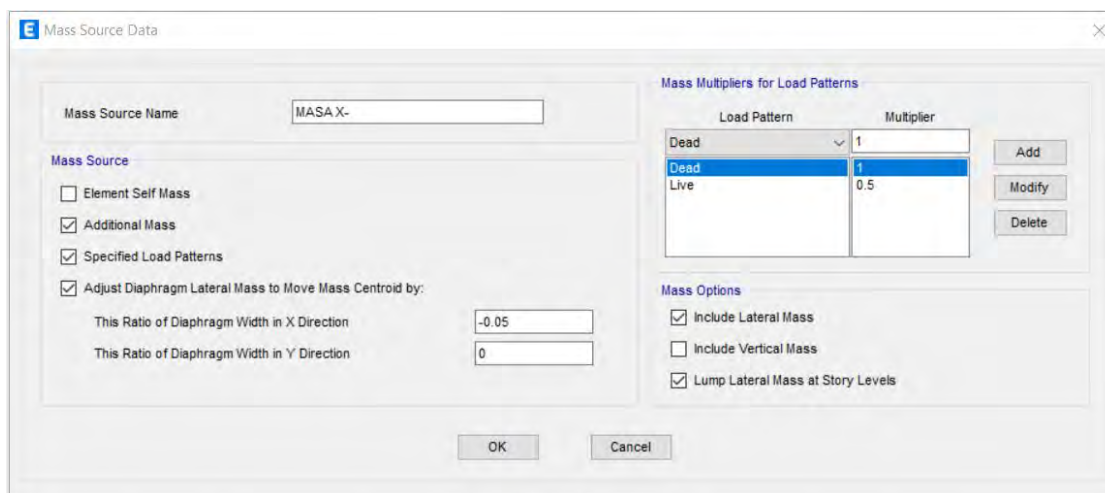 E Mass Source Data
Mass Source Name MASA X-
Mass Source
Element Self Mass
Additional Mass
Specified Load Patterns
Adjust Diaphragm Lateral Mass to Move Mass Centroid by:
This Ratio of Diaphragm Width in X Direction -0.05
This Ratio of Diaphragm Width in Y Direction 0
Mass Multipliers for Load Patterns
Load Pattern Multiplier
Dead 1
Dead 1
Live 0.5
Add
Modify
Delete
Mass Options
Include Lateral Mass
Include Vertical Mass
Lump Lateral Mass at Story Levels
OK Cancel